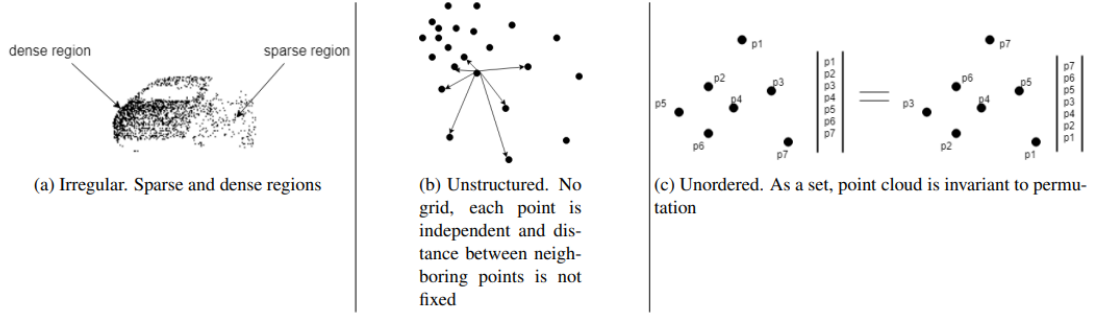 dense region
sparse region
(a) Irregular. Sparse and dense regions
(b) Unstructured. No
grid, each point is
independent and dis-
tance between neigh-
boring points is not
fixed
p1
p2
p3
p4
p5
p6
p7
p1
p2
p3
p4
p5
p6
p7
=
p7
p6
p5
p4
p3
p2
p1
p7
p6
p5
p3
p4
p2
p1
(c) Unordered. As a set, point cloud is invariant to permu-
tation